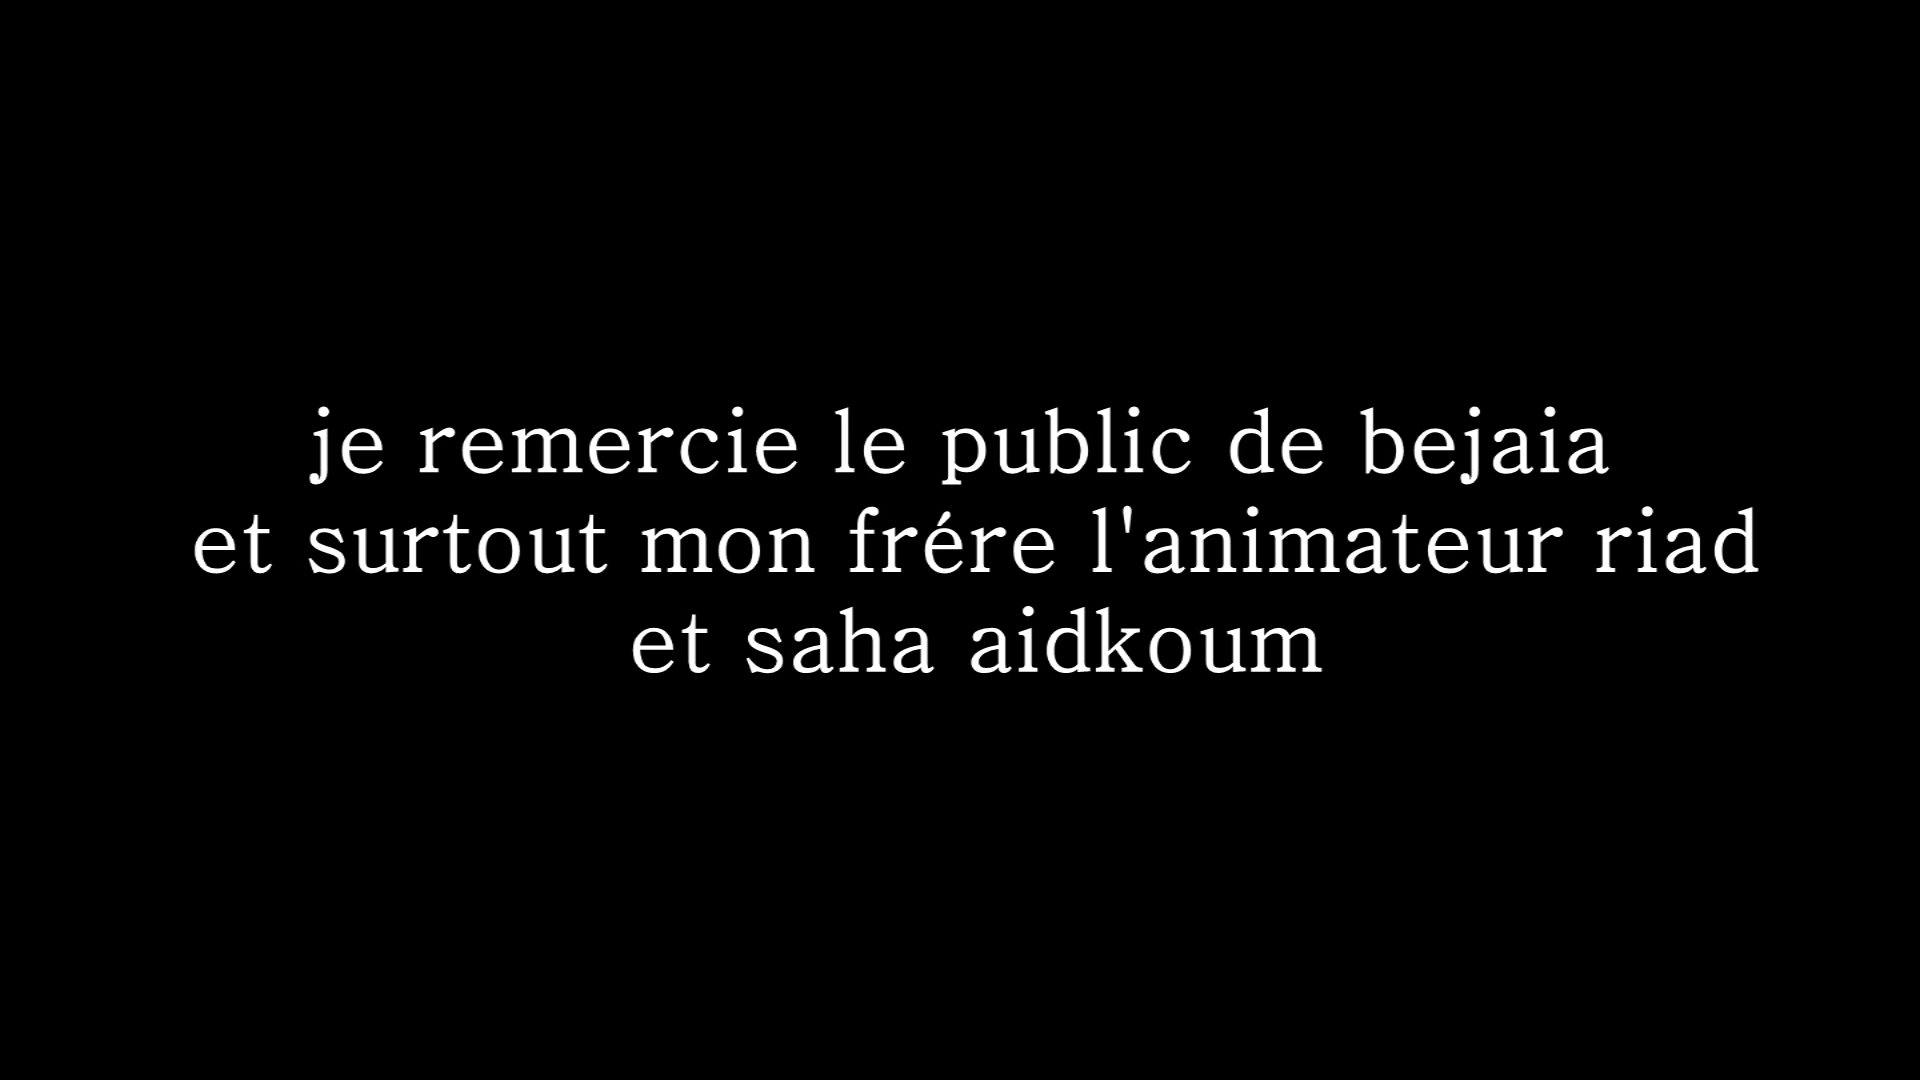 je remercie le public de bejaia
et surtout mon frére l'animateur riad
et saha aidkoum